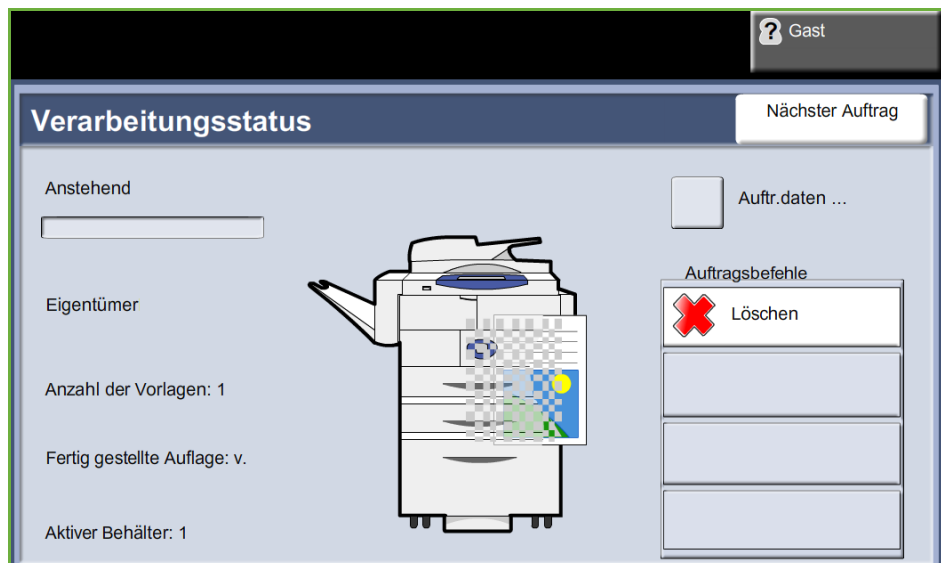 Gast
Verarbeitungsstatus
Nächster Auftrag
Anstehend
Auftr.daten ...
Auftragsbefehle
Eigentümer
Löschen
Anzahl der Vorlagen: 1
Fertig gestellte Auflage: v.
Aktiver Behälter: 1